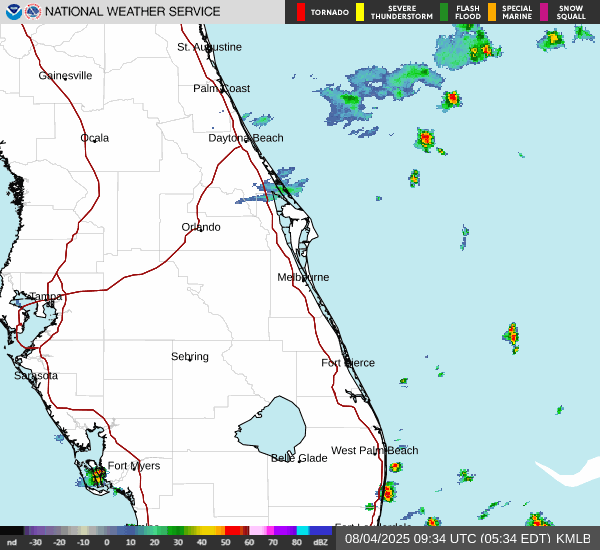 NATIONAL WEATHER SERVICE
TORNADO
SEVERE THUNDERSTORM
FLASH FLOOD
SPECIAL MARINE
SNOW SQUALL
St. Augustine
Gainesville
Palm Coast
Ocala
Daytona Beach
Orlando
Melbourne
Tampa
Sebring
Fort Pierce
Sarasota
West Palm Beach
Belle Glade
Fort Myers
nd -30 -20 -10 0 10 20 30 40 50 60 70 80 dBZ
08/04/2025 09:34 UTC (05:34 EDT) KMLB